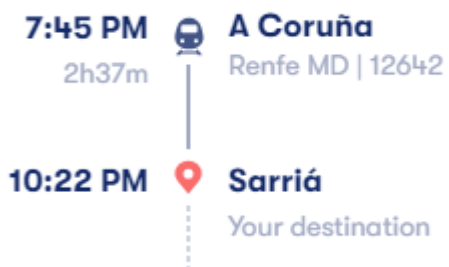 7:45 PM A Coruña
2h37m Renfe MD | 12642
10:22 PM Sarriá
Your destination